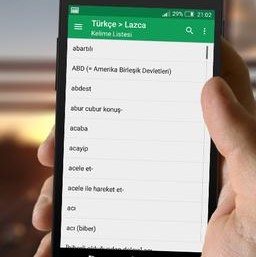 29% 21:02
Türkçe > Lazca
Kelime Listesi
abartılı
ABD (= Amerika Birleşik Devletleri)
abdest
abur cubur konuş-
acaba
acayip
acele et-
acele ile hareket et-
acı
acı (biber)